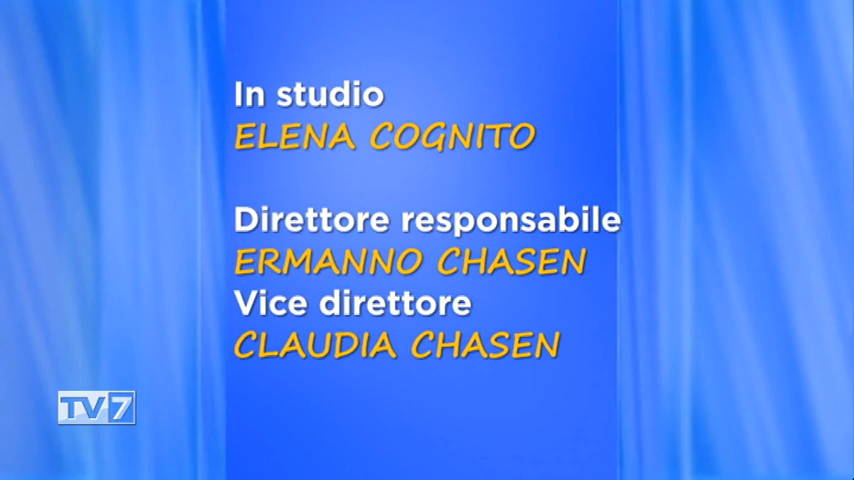 In studio
ELENA COGNITO
Direttore responsabile
ERMANNO CHASEN
Vice direttore
CLAUDIA CHASEN
TV7